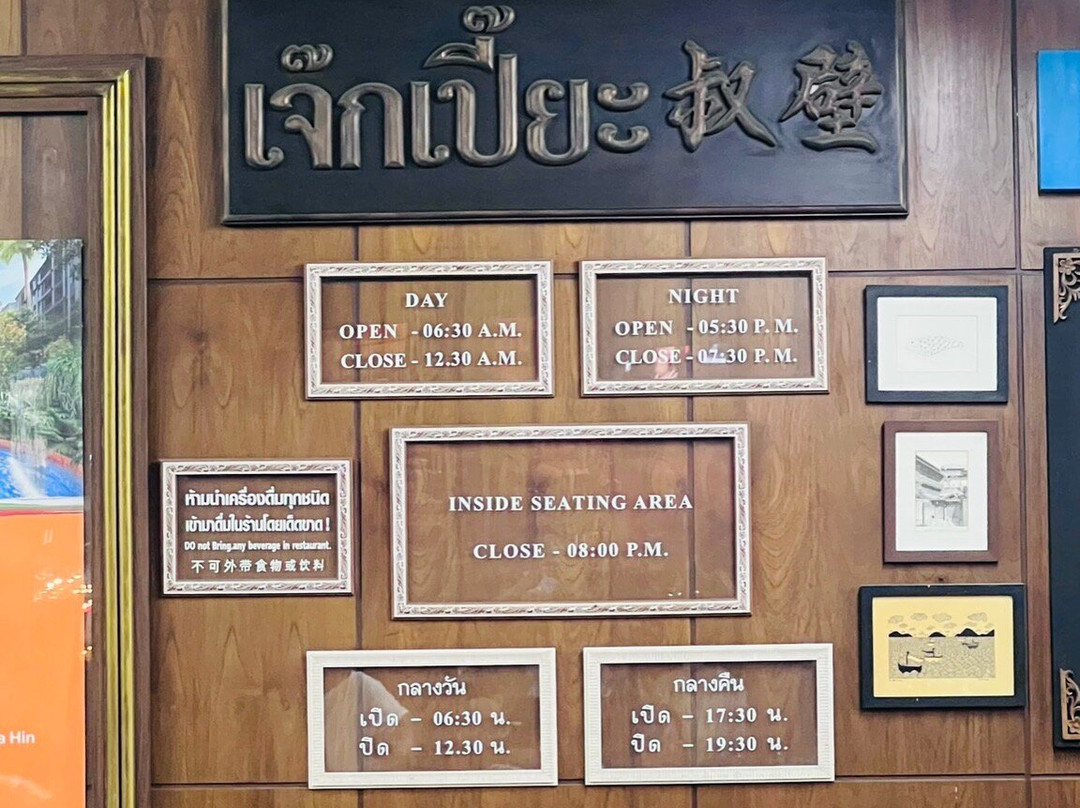 เจ๊กเปี๊ยะ 叔壁
DAY
OPEN - 06:30 A.M.
CLOSE - 12.30 A.M.
NIGHT
OPEN - 05:30 P.M.
CLOSE - 07:30 P.M.
INSIDE SEATING AREA
CLOSE - 08:00 P.M.
ห้ามนำเครื่องดื่มทุกชนิด
เข้ามาดื่มในร้านโดยเด็ดขาด!
DO not Bring.any beverage in restaurant.
不可外带食物或饮料
กลางวัน
เปิด - 06:30 น.
ปิด - 12.30 น.
กลางคืน
เปิด - 17:30 น.
ปิด - 19:30 น.
Hin